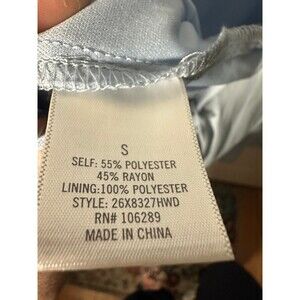 S
SELF: 55% POLYESTER
45% RAYON
LINING:100% POLYESTER
STYLE: 26X8327HWD
RN# 106289
MADE IN CHINA